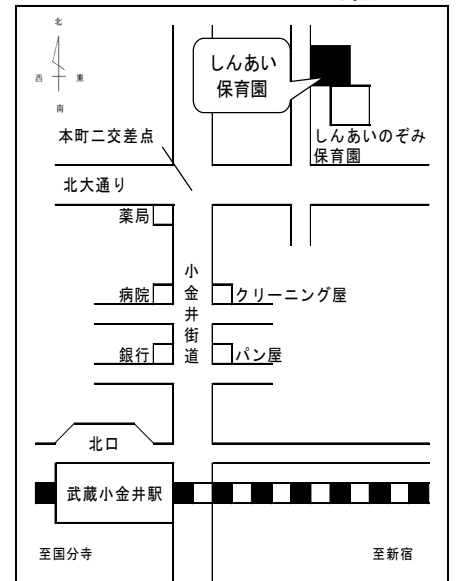 北
西
東
南
しんあい
保育園
しんあいのぞみ
保育園
本町二交差点
北大通り
薬局
小金井街道
病院
クリーニング屋
銀行
パン屋
北口
武蔵小金井駅
至国分寺
至新宿